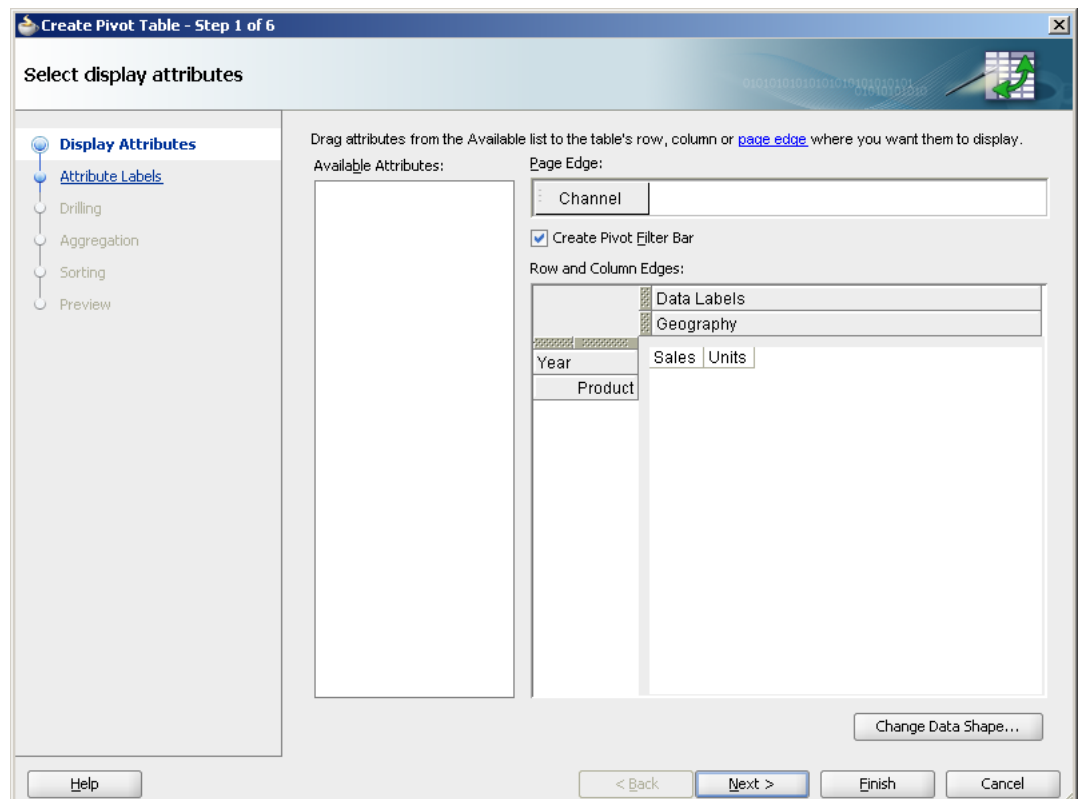 Create Pivot Table - Step 1 of 6
Select display attributes
Display Attributes
Attribute Labels
Drilling
Aggregation
Sorting
Preview
Drag attributes from the Available list to the table's row, column or page edge where you want them to display.
Available Attributes:
Page Edge:
Channel
Create Pivot Filter Bar
Row and Column Edges:
Data Labels
Geography
Year
Product
Sales Units
Change Data Shape...
Help
< Back
Next >
Finish
Cancel